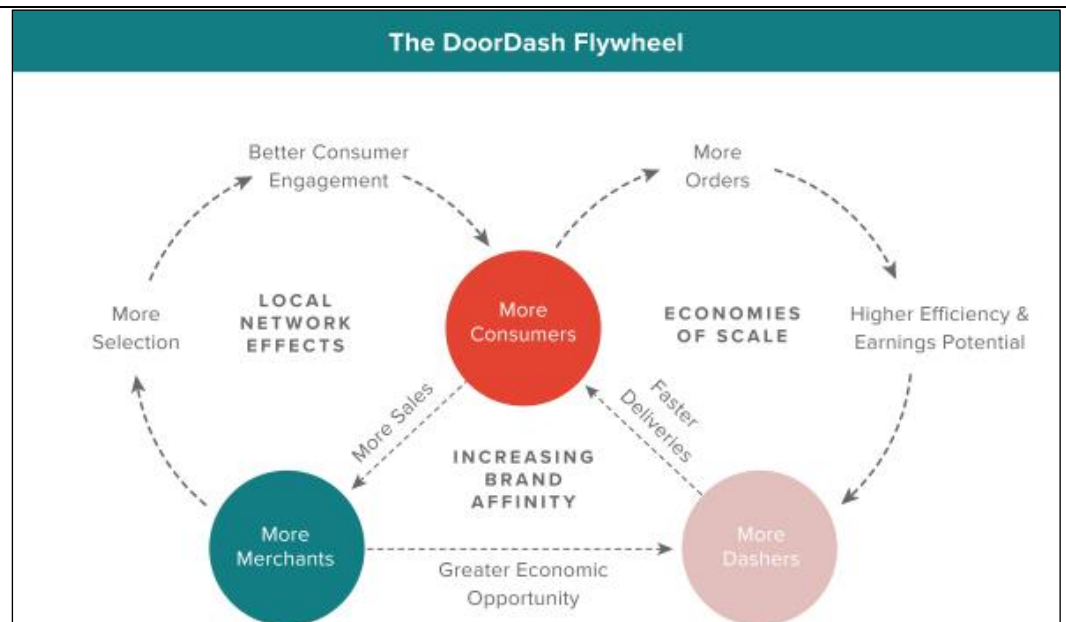 The DoorDash Flywheel
Better Consumer
Engagement
More
Orders
More
Selection
LOCAL
NETWORK
EFFECTS
More
Consumers
ECONOMIES
OF SCALE
Higher Efficiency &
Earnings Potential
More Sales
Faster
Deliveries
INCREASING
BRAND
AFFINITY
More
Merchants
Greater Economic
Opportunity
More
Dashers